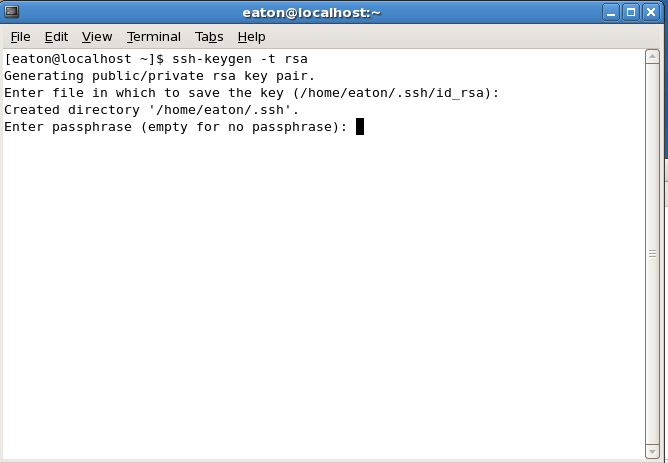 eaton@localhost:~
File Edit View Terminal Tabs Help
[eaton@localhost ~]$ ssh-keygen -t rsa
Generating public/private rsa key pair.
Enter file in which to save the key (/home/eaton/.ssh/id_rsa):
Created directory '/home/eaton/.ssh'.
Enter passphrase (empty for no passphrase):